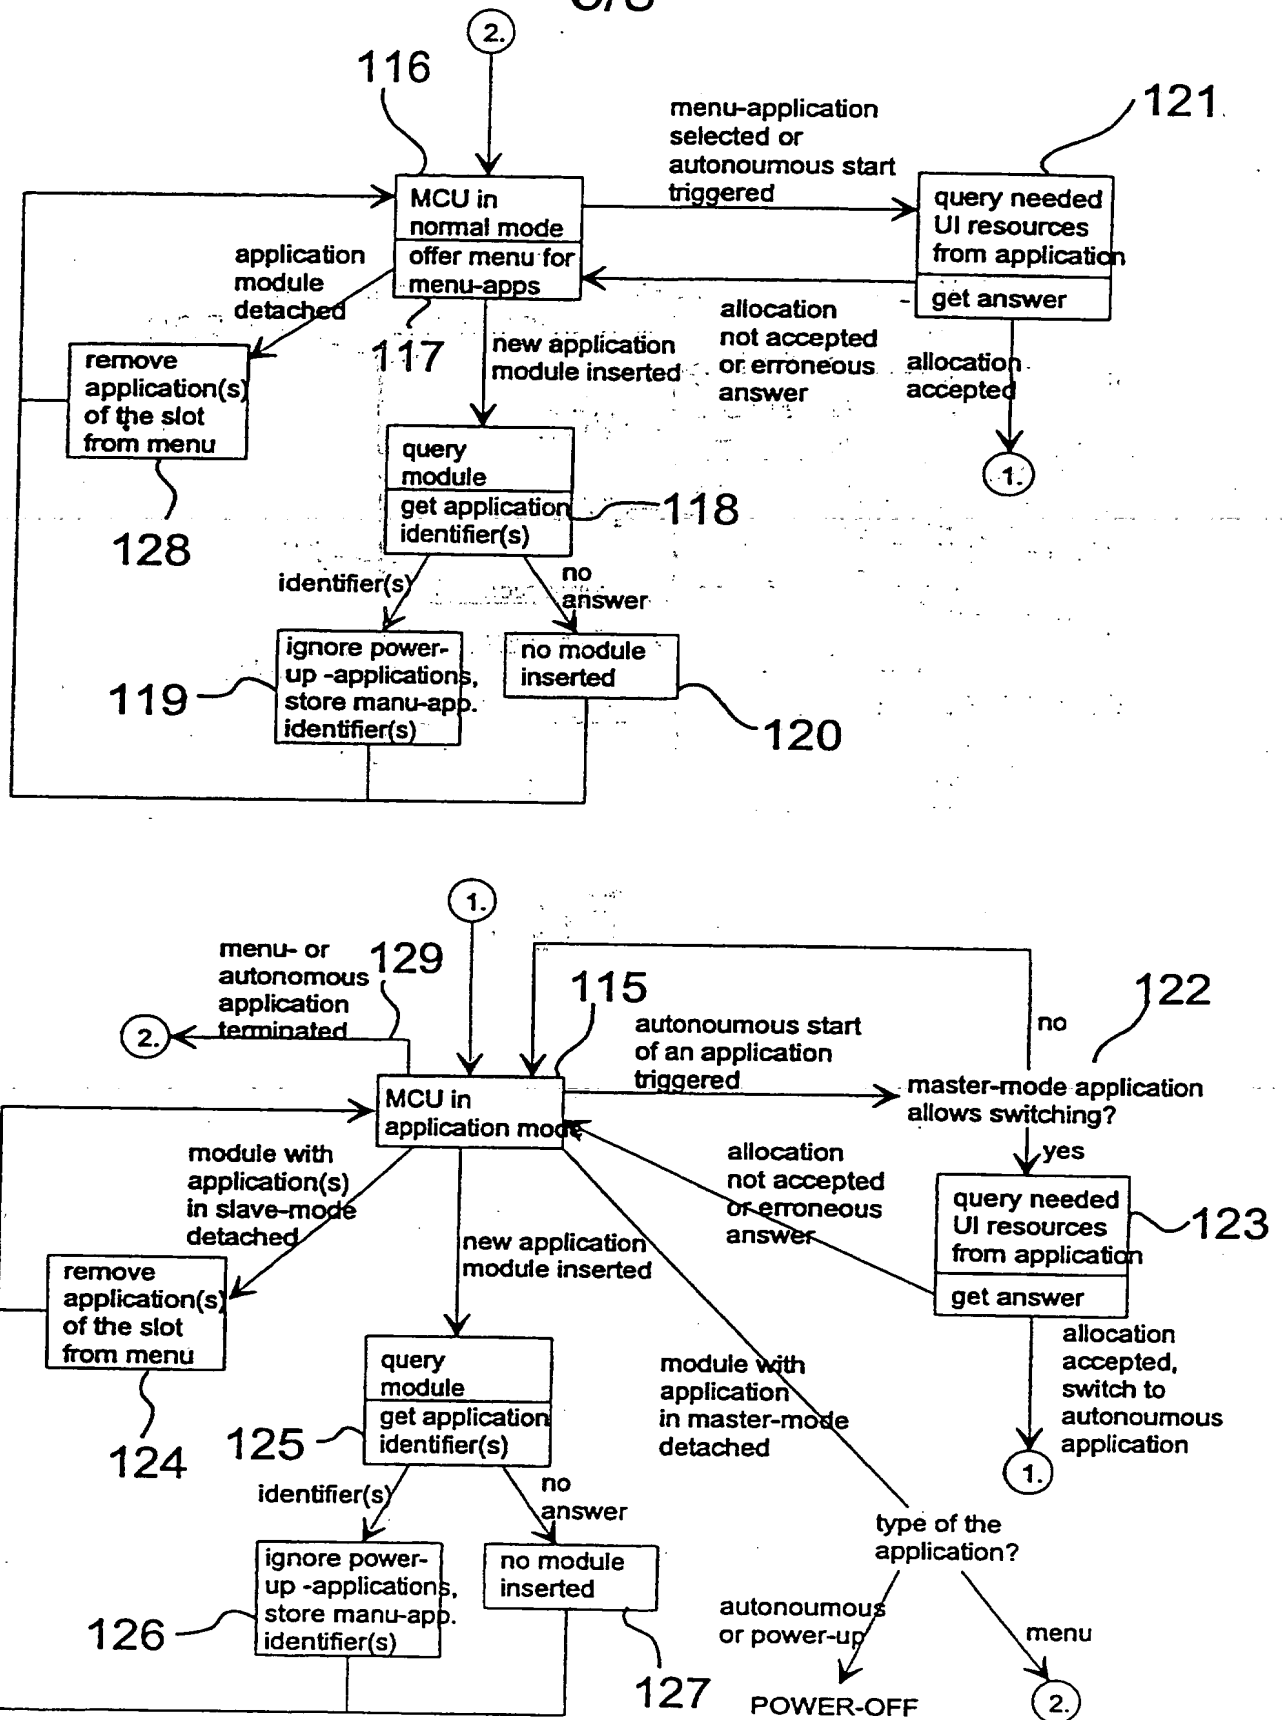 2.
116
menu-application
selected or
autonoumous start
triggered
121
MCU in
normal mode
offer menu for
menu-apps
query needed
UI resources
from application
get answer
application
module
detached
117
new application
module inserted
allocation
not accepted
or erroneous
answer
allocation
accepted
1.
remove
application(s)
of the slot
from menu
128
query
module
get application
identifier(s)
118
identifier(s)
no
answer
ignore power-
up -applications,
store manu-app.
identifier(s)
119
no module
inserted
120
1.
menu- or
autonomous
application
terminated
129
2.
115
autonoumous start
of an application
triggered
no
122
master-mode application
allows switching?
yes
MCU in
application mode
module with
application(s)
in slave-mode
detached
new application
module inserted
allocation
not accepted
or erroneous
answer
query needed
UI resources
from application
get answer
123
remove
application(s)
of the slot
from menu
124
query
module
get application
identifier(s)
125
module with
application
in master-mode
detached
allocation
accepted,
switch to
autonoumous
application
1.
identifier(s)
no
answer
ignore power-
up -applications,
store manu-app.
identifier(s)
126
no module
inserted
127
type of the
application?
autonoumous
or power-up
menu
POWER-OFF
2.